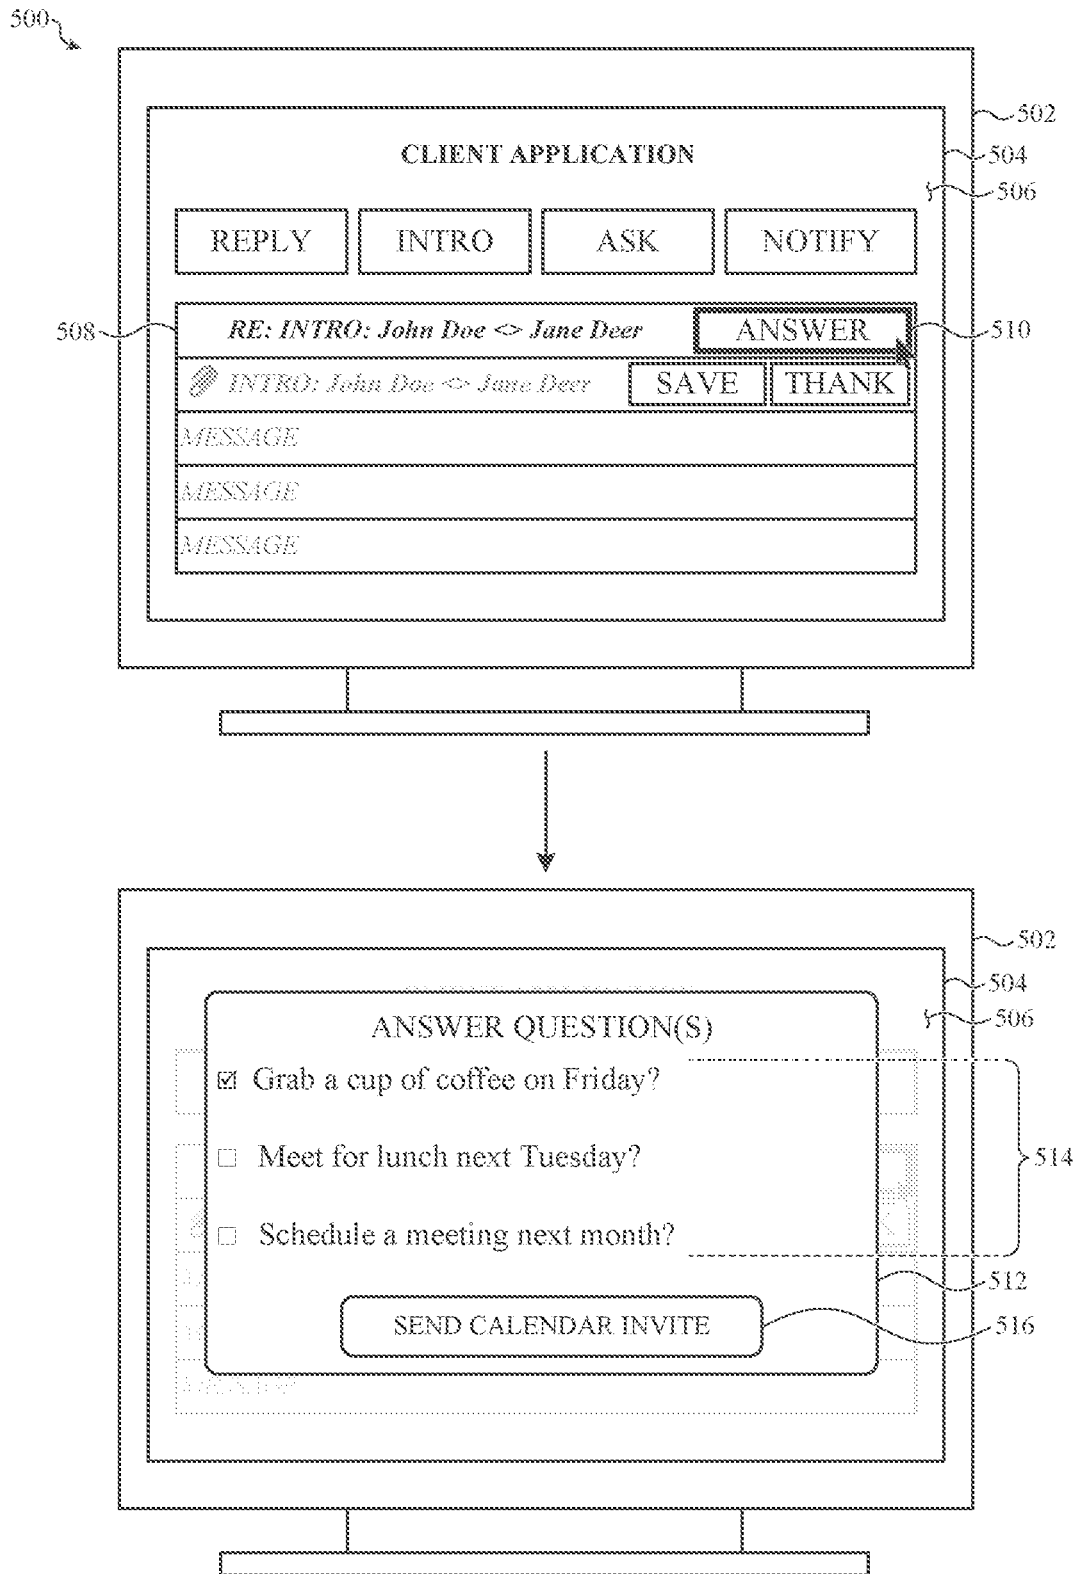 500
502
CLIENT APPLICATION
504
506
REPLY INTRO ASK NOTIFY
508 RE: INTRO: John Doe <> Jane Deer ANSWER 510
INTRO: John Doe <> Jane Deer SAVE THANK
MESSAGE
MESSAGE
MESSAGE
502
504
506
ANSWER QUESTION(S)
Grab a cup of coffee on Friday?
Meet for lunch next Tuesday?
514
Schedule a meeting next month?
512
SEND CALENDAR INVITE 516